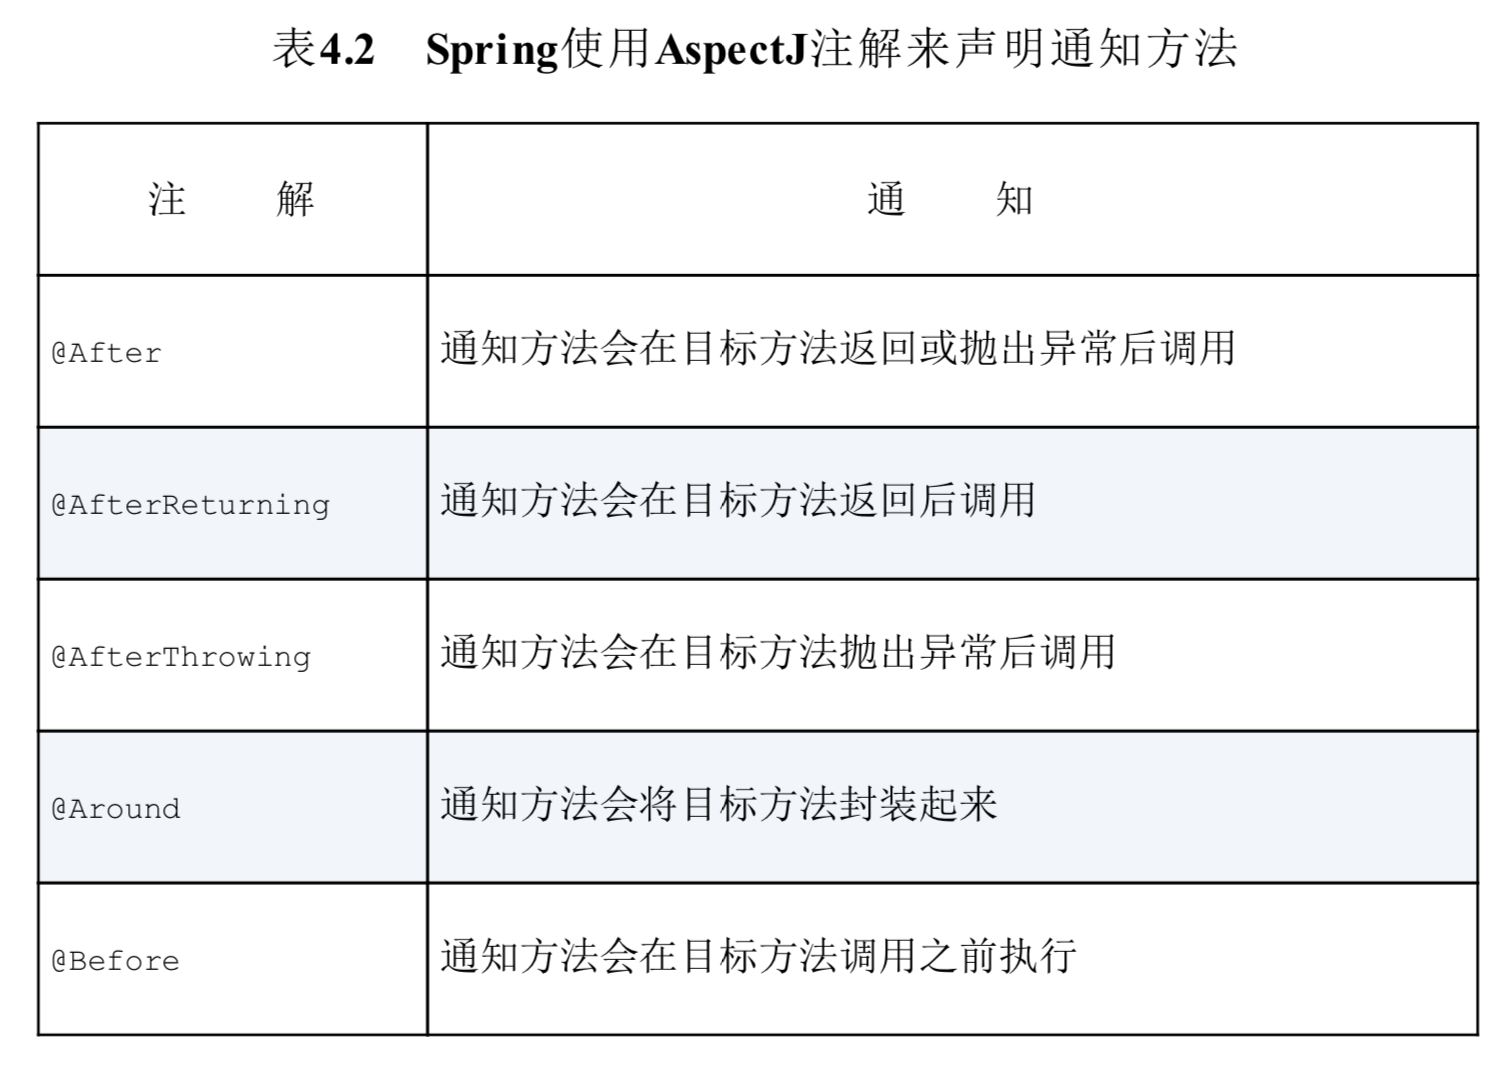 表4.2 Spring使用AspectJ注解来声明通知方法
注 解 通 知
@After 通知方法会在目标方法返回或抛出异常后调用
@AfterReturning 通知方法会在目标方法返回后调用
@AfterThrowing 通知方法会在目标方法抛出异常后调用
@Around 通知方法会将目标方法封装起来
@Before 通知方法会在目标方法调用之前执行